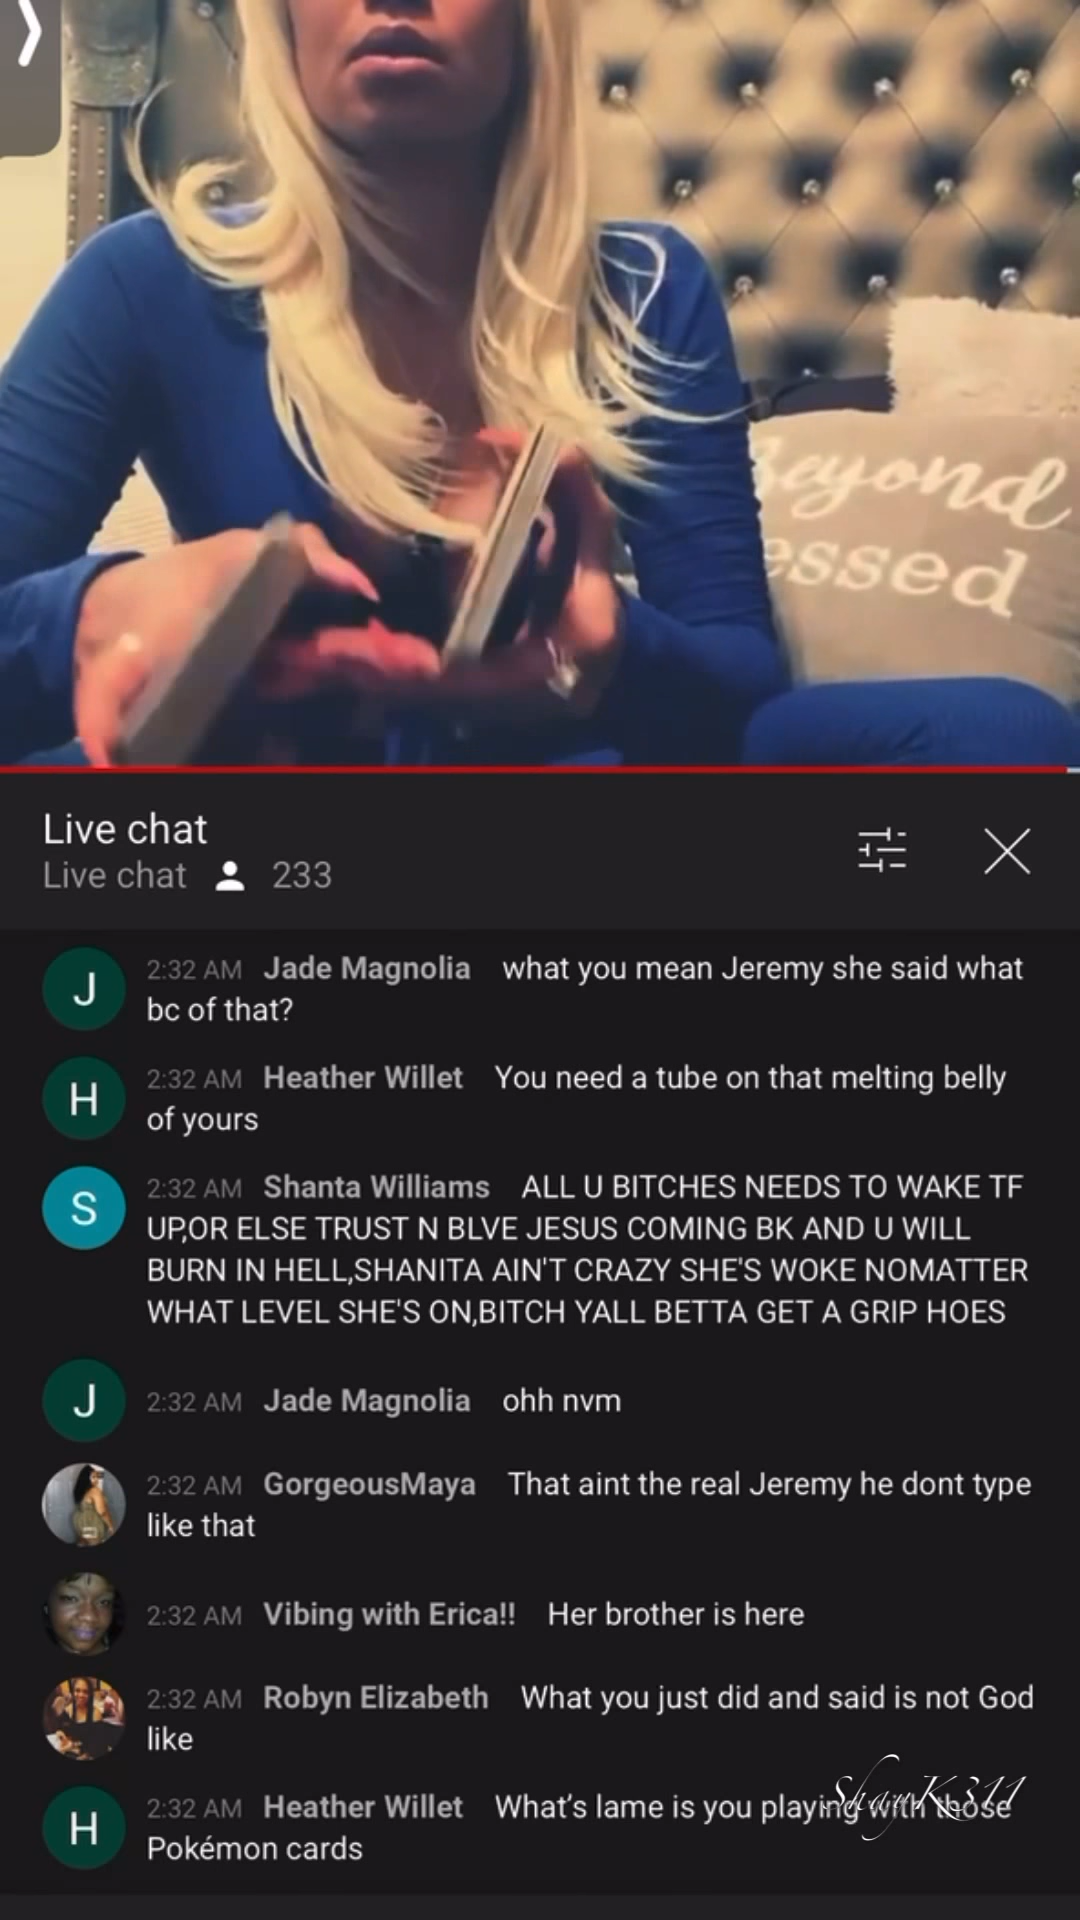 Beyond
essed
Live chat
Live chat 233
J 2:32 AM Jade Magnolia what you mean Jeremy she said what
bc of that?
H 2:32 AM Heather Willet You need a tube on that melting belly
of yours
S 2:32 AM Shanta Williams ALL U BITCHES NEEDS TO WAKE TF
UP,OR ELSE TRUST N BLVE JESUS COMING BK AND U WILL
BURN IN HELL,SHANITA AIN'T CRAZY SHE'S WOKE NOMATTER
WHAT LEVEL SHE'S ON,BITCH YALL BETTA GET A GRIP HOES
J 2:32 AM Jade Magnolia ohh nvm
2:32 AM GorgeousMaya That aint the real Jeremy he dont type
like that
2:32 AM Vibing with Erica!! Her brother is here
2:32 AM Robyn Elizabeth What you just did and said is not God
like
ShayK311
H 2:32 AM Heather Willet What's lame is you playing with those
Pokémon cards